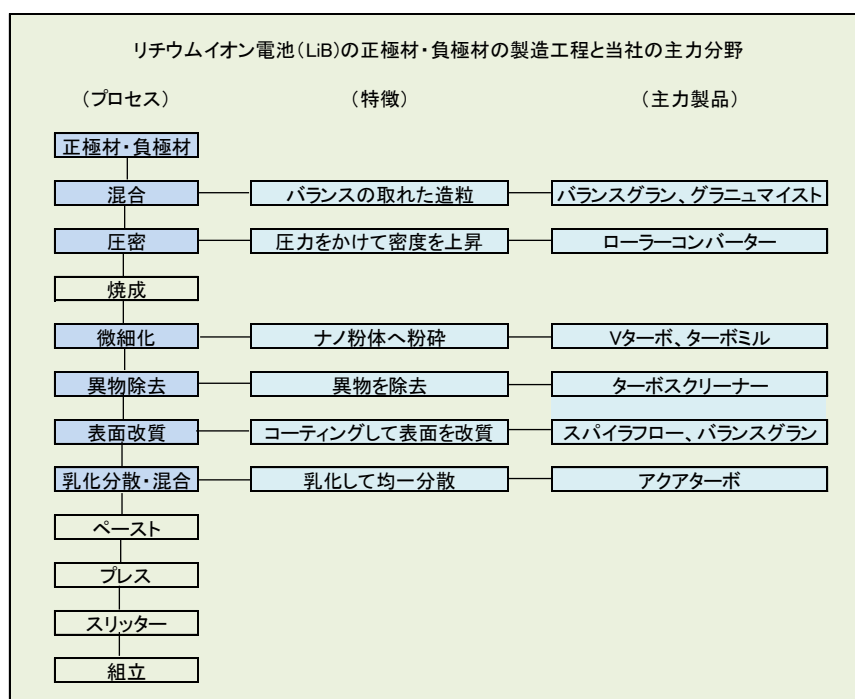 リチウムイオン電池（LiB）の正極材・負極材の製造工程と当社の主力分野
（プロセス） （特徴） （主力製品）
正極材・負極材
混合 バランスの取れた造粒 バランスグラン、グラニュマイスト
圧密 圧力をかけて密度を上昇 ローラーコンバーター
焼成
微細化 ナノ粉体へ粉砕 Vターボ、ターボミル
異物除去 異物を除去 ターボスクリーナー
表面改質 コーティングして表面を改質 スパイラフロー、バランスグラン
乳化分散・混合 乳化して均一分散 アクアターボ
ペースト
プレス
スリッター
組立